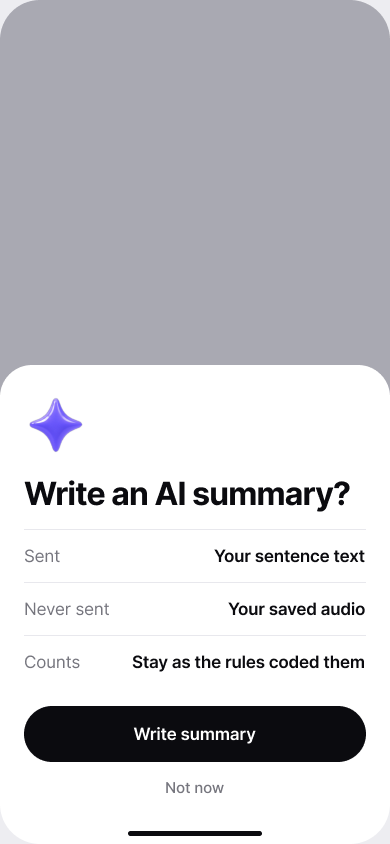 Write an AI summary?
Sent Your sentence text
Never sent Your saved audio
Counts Stay as the rules coded them
Write summary
Not now